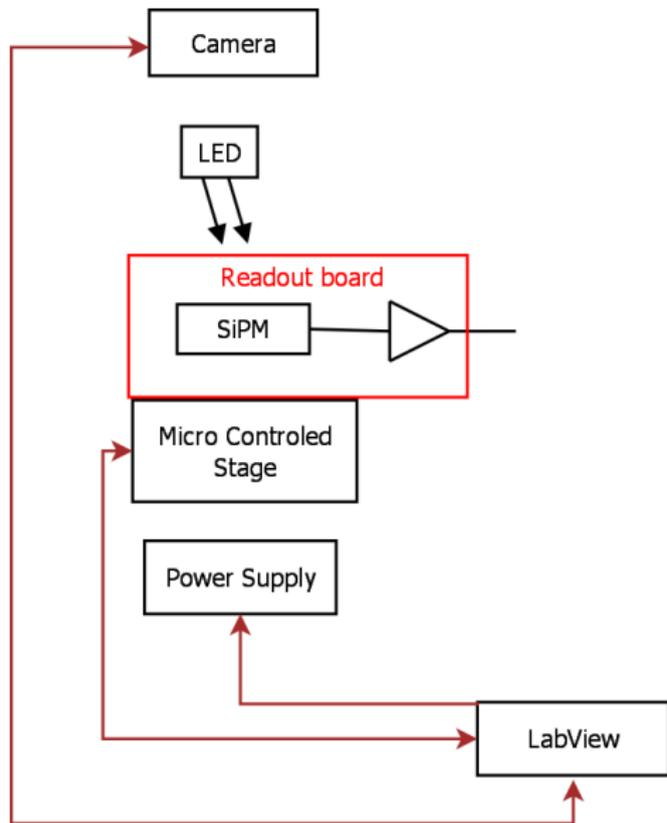 Camera
LED
Readout board
SiPM
Micro Controled
Stage
Power Supply
LabView